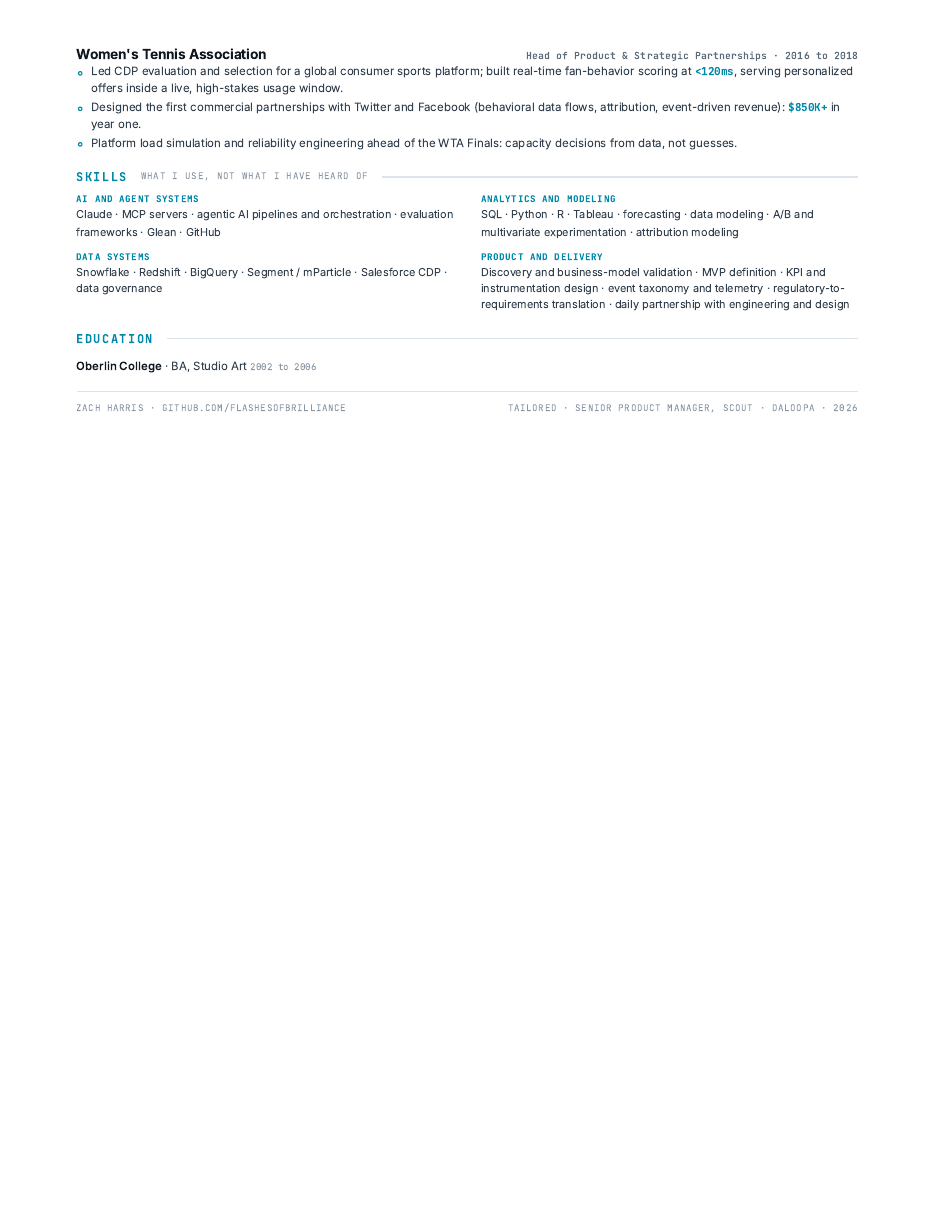 Women's Tennis Association
Head of Product & Strategic Partnerships · 2016 to 2018
Led CDP evaluation and selection for a global consumer sports platform; built real-time fan-behavior scoring at <120ms, serving personalized
offers inside a live, high-stakes usage window.
Designed the first commercial partnerships with Twitter and Facebook (behavioral data flows, attribution, event-driven revenue): $850K+ in
year one.
Platform load simulation and reliability engineering ahead of the WTA Finals: capacity decisions from data, not guesses.
SKILLS WHAT I USE, NOT WHAT I HAVE HEARD OF
AI AND AGENT SYSTEMS
Claude · MCP servers · agentic AI pipelines and orchestration · evaluation
frameworks · Glean · GitHub
ANALYTICS AND MODELING
SQL · Python · R · Tableau · forecasting · data modeling · A/B and
multivariate experimentation · attribution modeling
DATA SYSTEMS
Snowflake · Redshift · BigQuery · Segment / mParticle · Salesforce CDP ·
data governance
PRODUCT AND DELIVERY
Discovery and business-model validation · MVP definition · KPI and
instrumentation design · event taxonomy and telemetry · regulatory-to-
requirements translation · daily partnership with engineering and design
EDUCATION
Oberlin College · BA, Studio Art 2002 to 2006
ZACH HARRIS · GITHUB.COM/FLASHESOFBRILLIANCE
TAILORED · SENIOR PRODUCT MANAGER, SCOUT · DALOOPA · 2026